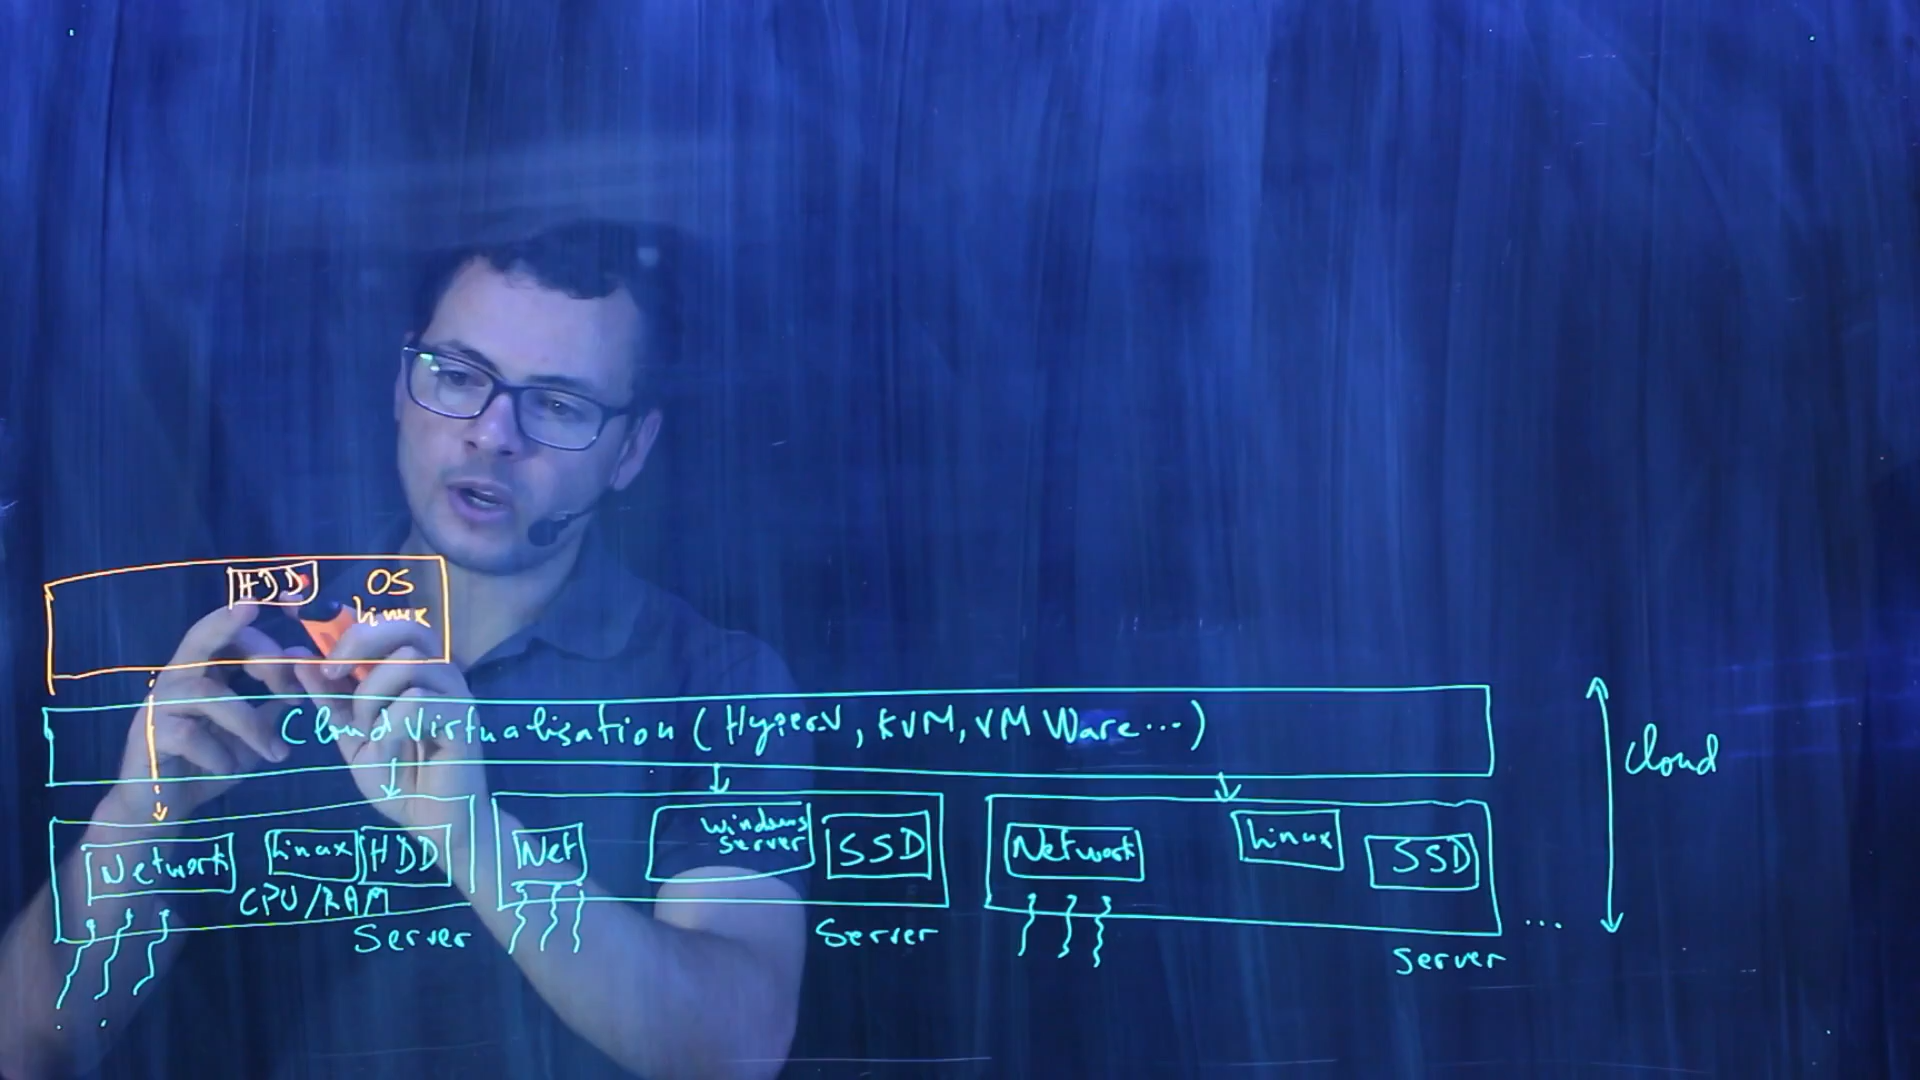 HDD OS
Linux
Cloud Virtualisation (Hyper-V, KVM, VM Ware...)
Cloud
Network Linux HDD
CPU/RAM
Server
Net Windows Server SSD
Server
Network Linux SSD
Server
...